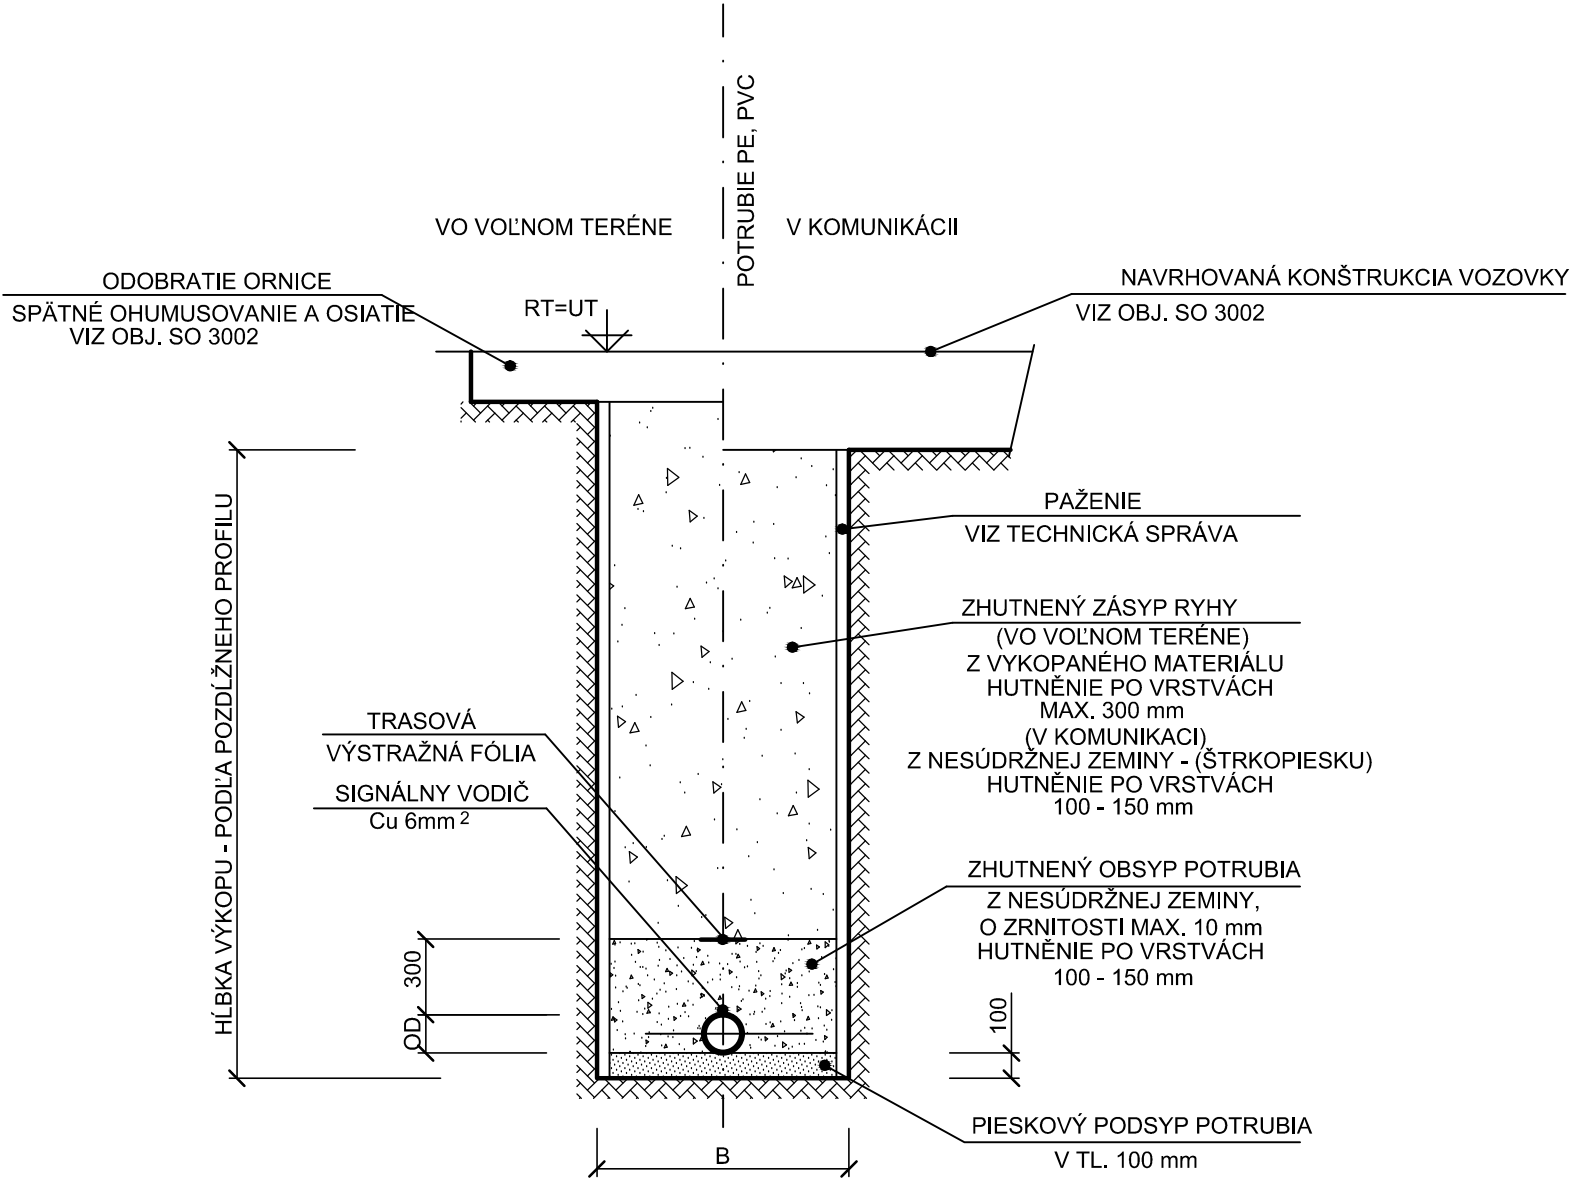 POTRUBIE PE, PVC
VO VOĽNOM TERÉNE
V KOMUNIKÁCII
ODOBRATIE ORNICE
SPÄTNÉ OHUMUSOVANIE A OSIATIE
VIZ OBJ. SO 3002
RT=UT
NAVRHOVANÁ KONŠTRUKCIA VOZOVKY
VIZ OBJ. SO 3002
HĹBKA VÝKOPU - PODĽA POZDĹŽNEHO PROFILU
PAŽENIE
VIZ TECHNICKÁ SPRÁVA
ZHUTNENÝ ZÁSYP RYHY
(VO VOĽNOM TERÉNE)
Z VYKOPANÉHO MATERIÁLU
HUTNĚNIE PO VRSTVÁCH
MAX. 300 mm
(V KOMUNIKACI)
Z NESÚDRŽNEJ ZEMINY - (ŠTRKOPIESKU)
HUTNĚNIE PO VRSTVÁCH
100 - 150 mm
TRASOVÁ
VÝSTRAŽNÁ FÓLIA
SIGNÁLNY VODIČ
Cu 6mm²
ZHUTNENÝ OBSYP POTRUBIA
Z NESÚDRŽNEJ ZEMINY,
O ZRNITOSTI MAX. 10 mm
HUTNĚNIE PO VRSTVÁCH
100 - 150 mm
300
OD
100
PIESKOVÝ PODSYP POTRUBIA
V TL. 100 mm
B